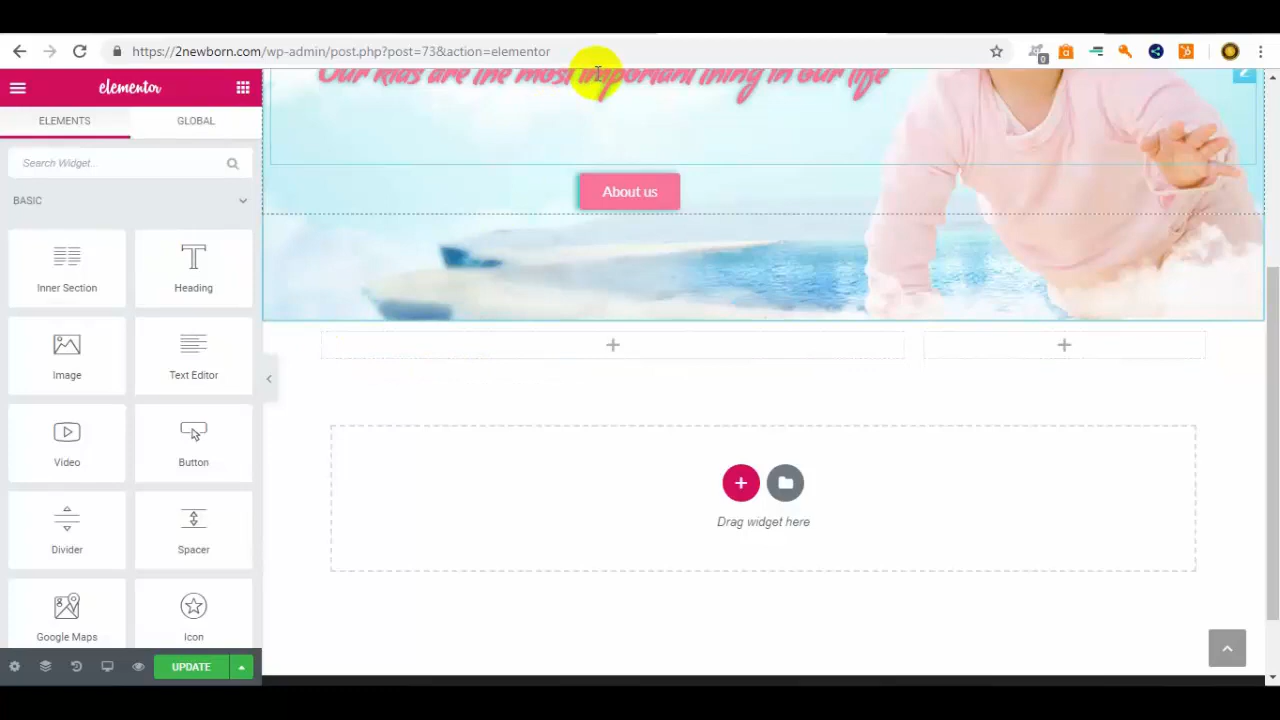 https://2newborn.com/wp-admin/post.php?post=73&action=elementor
0
elementor
ELEMENTS
GLOBAL
Search Widget...
BASIC
Inner Section
Heading
Image
Text Editor
Video
Button
Divider
Spacer
Google Maps
Icon
UPDATE
Our kids are the most important thing in our life
About us
Drag widget here